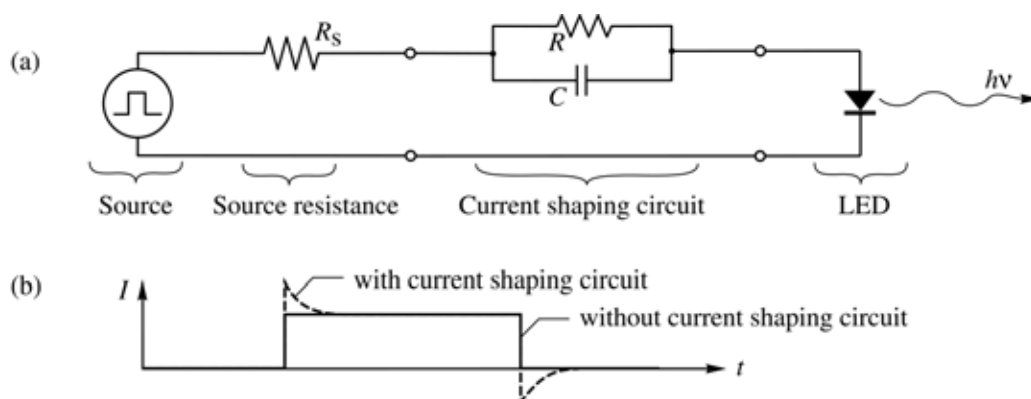 (a)
R_S
R
C
hν
Source
Source resistance
Current shaping circuit
LED
(b)
I
with current shaping circuit
without current shaping circuit
t